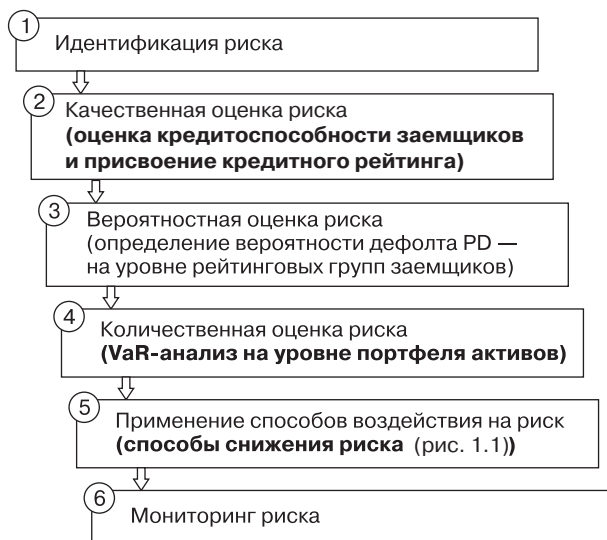 1
Идентификация риска
2
Качественная оценка риска
(оценка кредитоспособности заемщиков
и присвоение кредитного рейтинга)
3
Вероятностная оценка риска
(определение вероятности дефолта PD —
на уровне рейтинговых групп заемщиков)
4
Количественная оценка риска
(VaR-анализ на уровне портфеля активов)
5
Применение способов воздействия на риск
(способы снижения риска (рис. 1.1))
6
Мониторинг риска